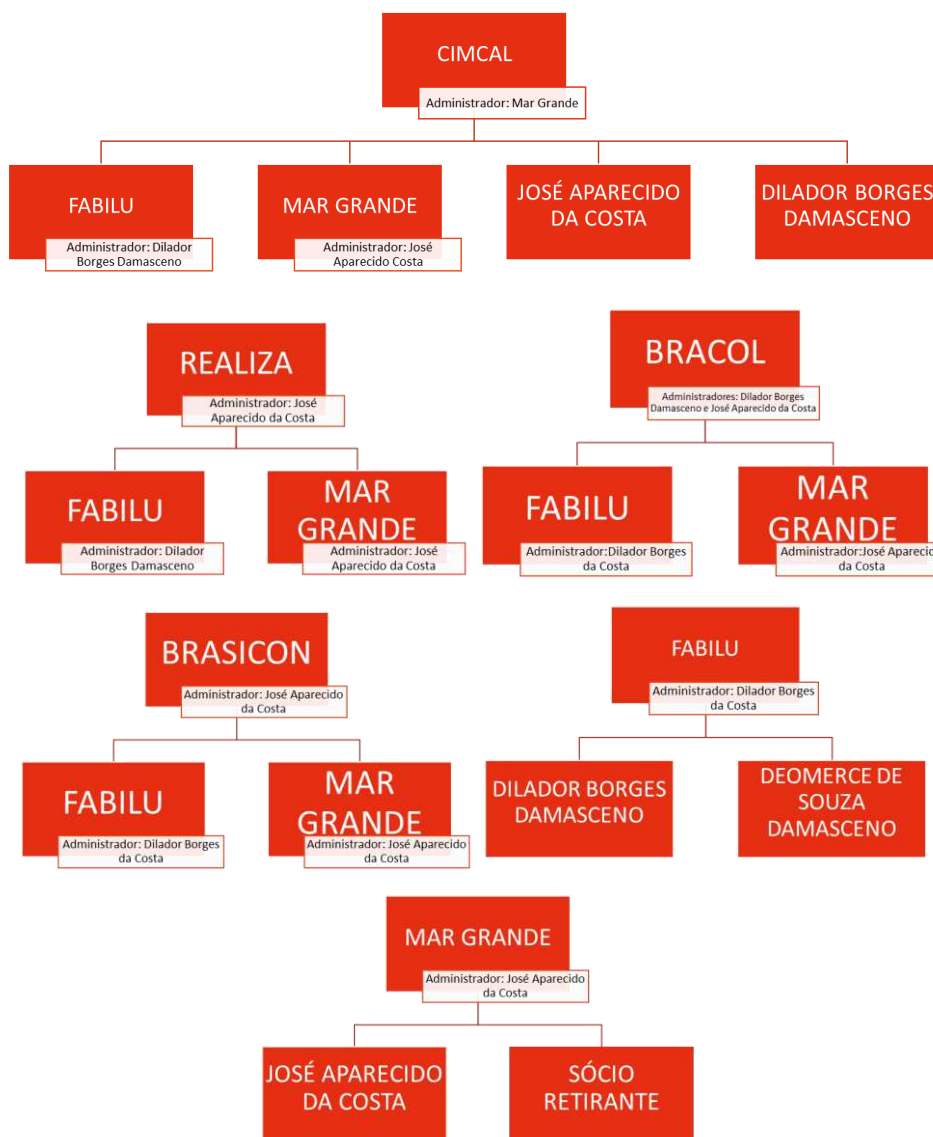 CIMCAL
Administrador: Mar Grande
FABILU
Administrador: Dilador
Borges Damasceno
MAR GRANDE
Administrador: José
Aparecido Costa
JOSÉ APARECIDO
DA COSTA
DILADOR BORGES
DAMASCENO
REALIZA
Administrador: José
Aparecido da Costa
FABILU
Administrador: Dilador
Borges Damasceno
MAR
GRANDE
Administrador: José
Aparecido da Costa
BRACOL
Administradores: Dilador Borges
Damasceno e José Aparecido da Costa
FABILU
Administrador:Dilador Borges
da Costa
MAR
GRANDE
Administrador:José Aparecido
da Costa
BRASICON
Administrador: José Aparecido
da Costa
FABILU
Administrador: Dilador Borges
da Costa
MAR
GRANDE
Administrador: José Aparecido
da Costa
FABILU
Administrador: Dilador Borges
da Costa
DILADOR BORGES
DAMASCENO
DEOMERCE DE
SOUZA
DAMASCENO
MAR GRANDE
Administrador: José Aparecido
da Costa
JOSÉ APARECIDO
DA COSTA
SÓCIO
RETIRANTE